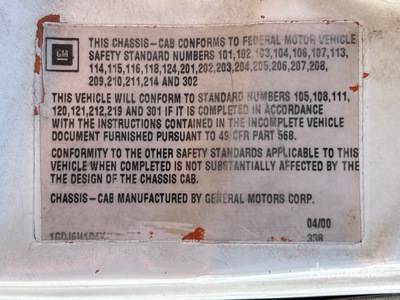 GM
THIS CHASSIS-CAB CONFORMS TO FEDERAL MOTOR VEHICLE
SAFETY STANDARD NUMBERS 101,102,103,104,106,107,113,
114,115,116,118,124,201,202,203,204,205,206,207,208,
209,210,211,214 AND 302
THIS VEHICLE WILL CONFORM TO STANDARD NUMBERS 105,108,111,
120,121,212,219 AND 301 IF IT IS COMPLETED IN ACCORDANCE
WITH THE INSTRUCTIONS CONTAINED IN THE INCOMPLETE VEHICLE
DOCUMENT FURNISHED PURSUANT TO 49 CFR PART 568.
CONFORMITY TO THE OTHER SAFETY STANDARDS APPLICABLE TO THIS
VEHICLE WHEN COMPLETED IS NOT SUBSTANTIALLY AFFECTED BY THE
THE DESIGN OF THE CHASSIS CAB.
CHASSIS-CAB MANUFACTURED BY GENERAL MOTORS CORP.
04/00